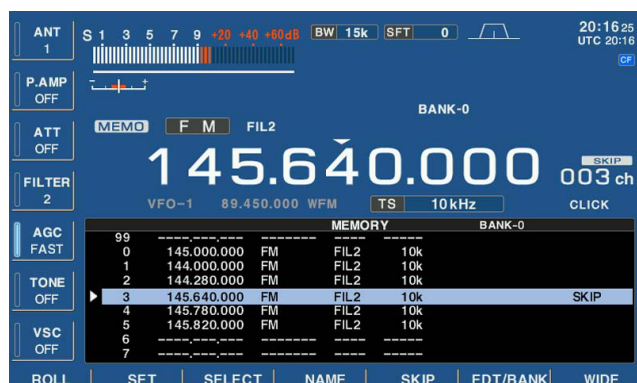 ANT
1
S 1 3 5 7 9 +20 +40 +60dB
BW 15k SFT 0
20:16 25
UTC 20:16
CF
P.AMP
OFF
- +
BANK-0
MEMO FM FIL2
ATT
OFF
145.640.000
SKIP
003 ch
FILTER
2
VFO-1 89.450.000 WFM TS 10kHz
CLICK
MEMORY BANK-0
AGC
FAST
99 ----.---.--- ------- ---- -----
0 145.000.000 FM FIL2 10k
1 144.000.000 FM FIL2 10k
2 144.280.000 FM FIL2 10k
3 145.640.000 FM FIL2 10k SKIP
4 145.780.000 FM FIL2 10k
5 145.820.000 FM FIL2 10k
6 ----.---.--- ------- ---- -----
7 ----.---.--- ------- ---- -----
TONE
OFF
VSC
OFF
ROLL SET SELECT NAME SKIP EDT/BANK WIDE